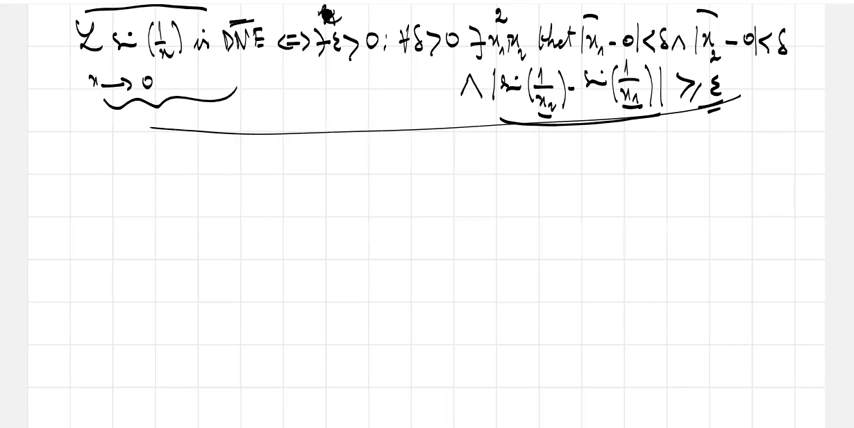 L sin (1/x) is DNE <=> ∃ε>0: ∀δ>0 ∃ x₁, x₂ that |x₁-0|<δ ∧ |x₂-0|<δ
x→0 ∧ |sin(1/x₂) - sin(1/x₁)| ⩾ ε